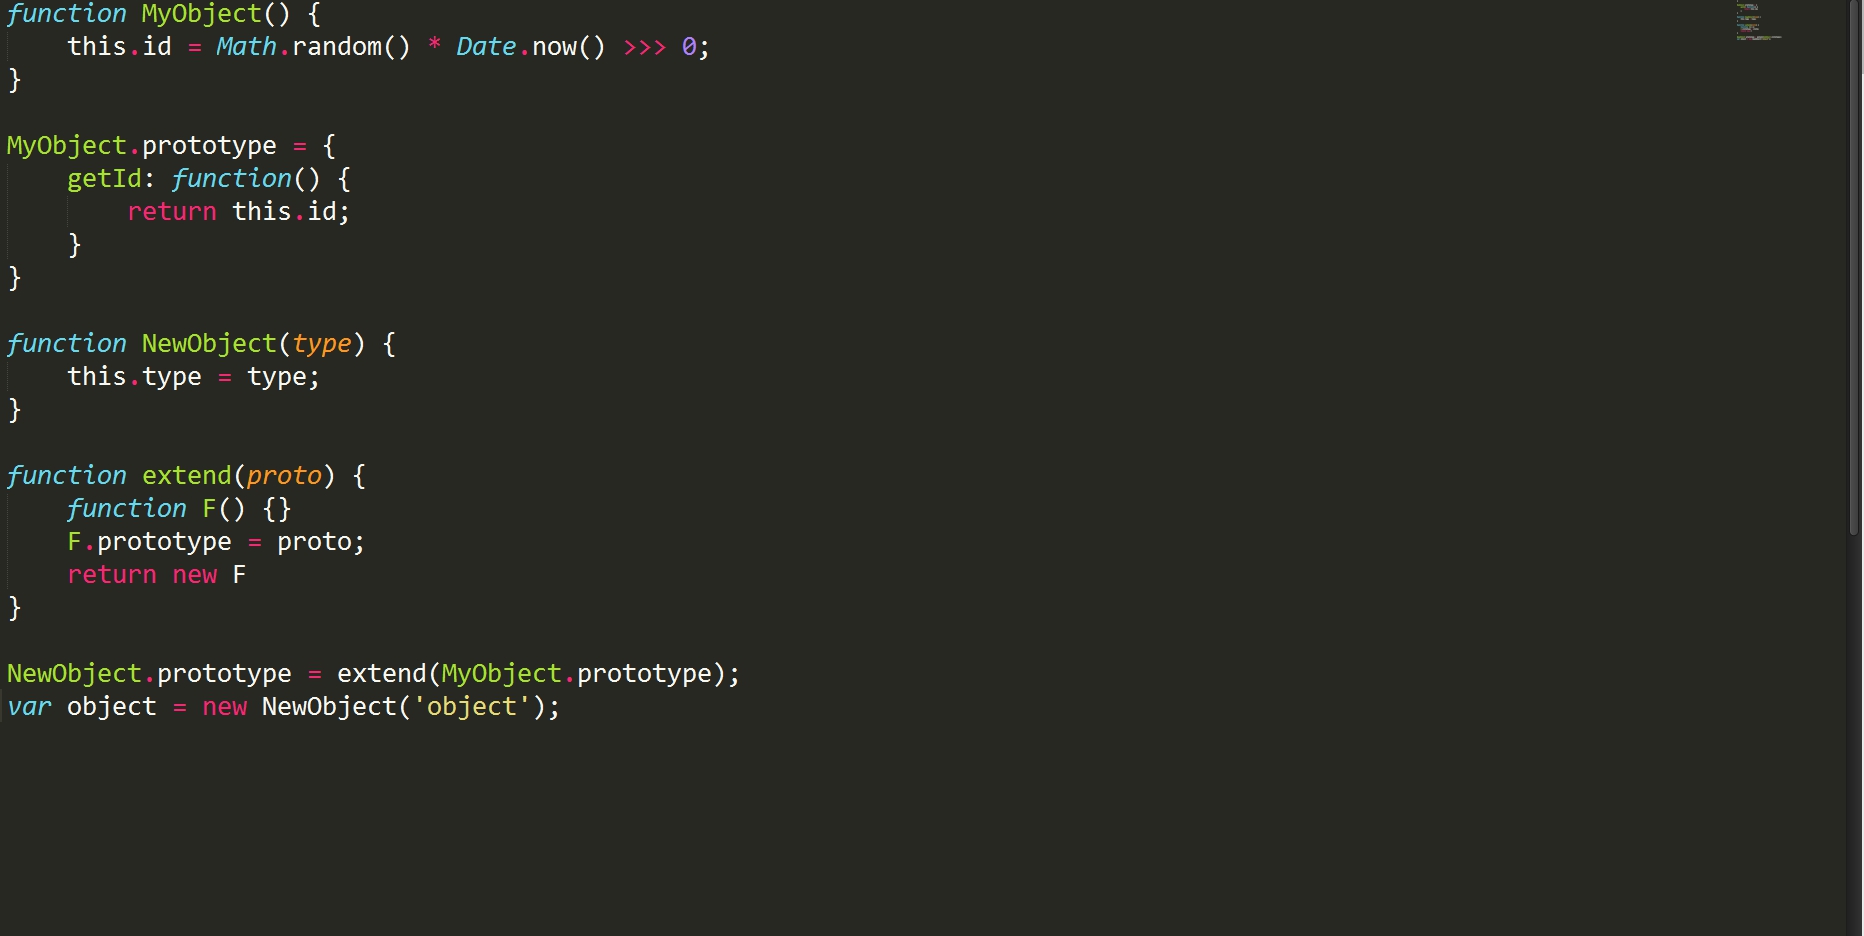 function MyObject() {
    this.id = Math.random() * Date.now() >>> 0;
}

MyObject.prototype = {
    getId: function() {
        return this.id;
    }
}

function NewObject(type) {
    this.type = type;
}

function extend(proto) {
    function F() {}
    F.prototype = proto;
    return new F
}

NewObject.prototype = extend(MyObject.prototype);
var object = new NewObject('object');